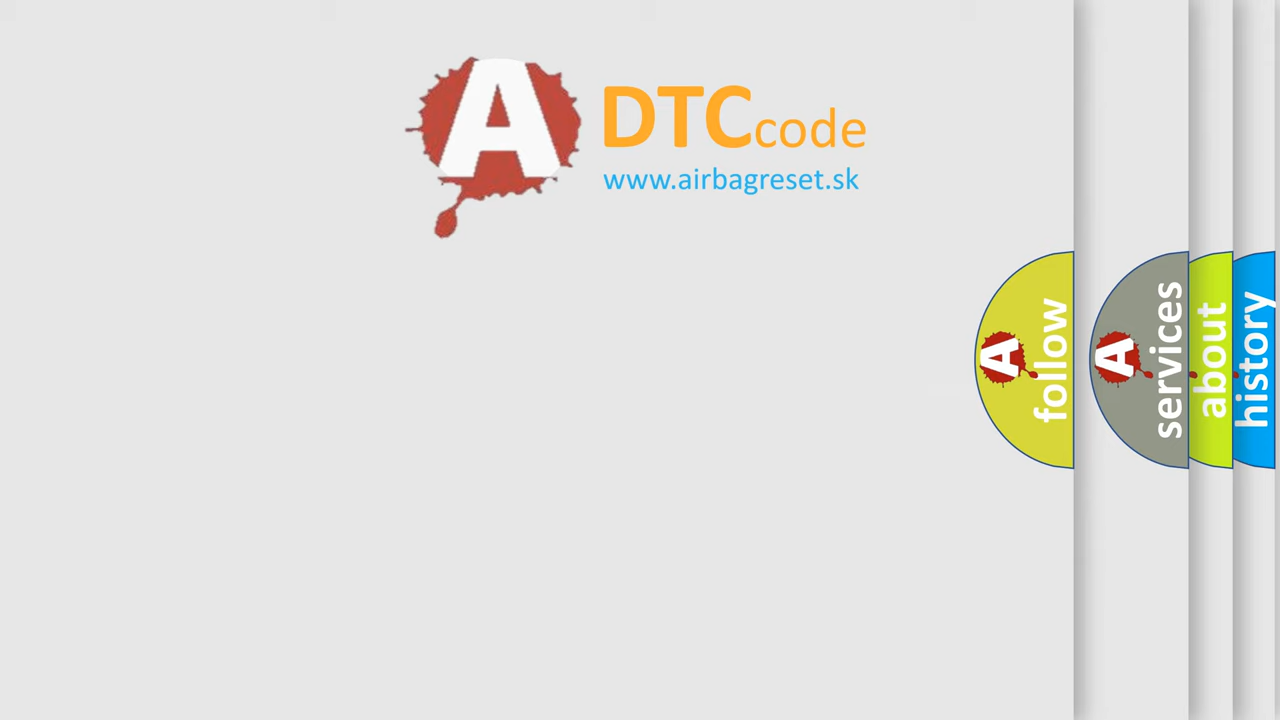 A
DTCcode
www.airbagreset.sk
A
follow
A
services
about
history